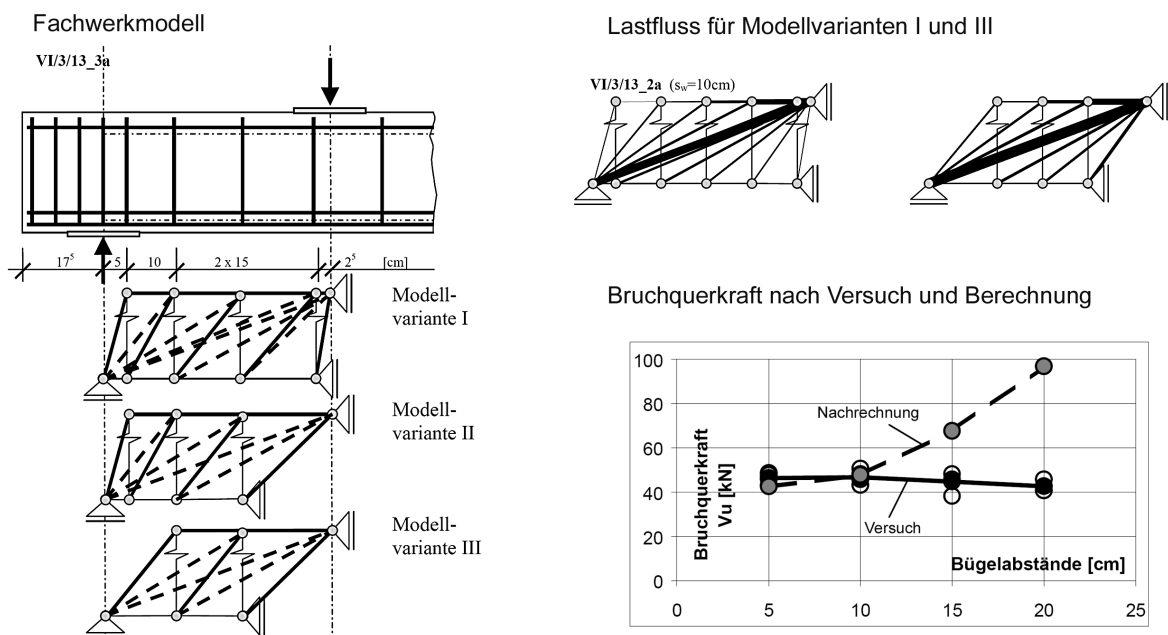 Fachwerkmodell
VI/3/13_3a
17⁵ 5 10 2 x 15 2⁵ [cm]
Modell-
variante I
Modell-
variante II
Modell-
variante III
Lastfluss für Modellvarianten I und III
VI/3/13_2a (sw=10cm)
Bruchquerkraft nach Versuch und Berechnung
Bruchquerkraft
Vu [kN]
100
80
60
40
20
0
Nachrechnung
Versuch
Bügelabstände [cm]
0 5 10 15 20 25